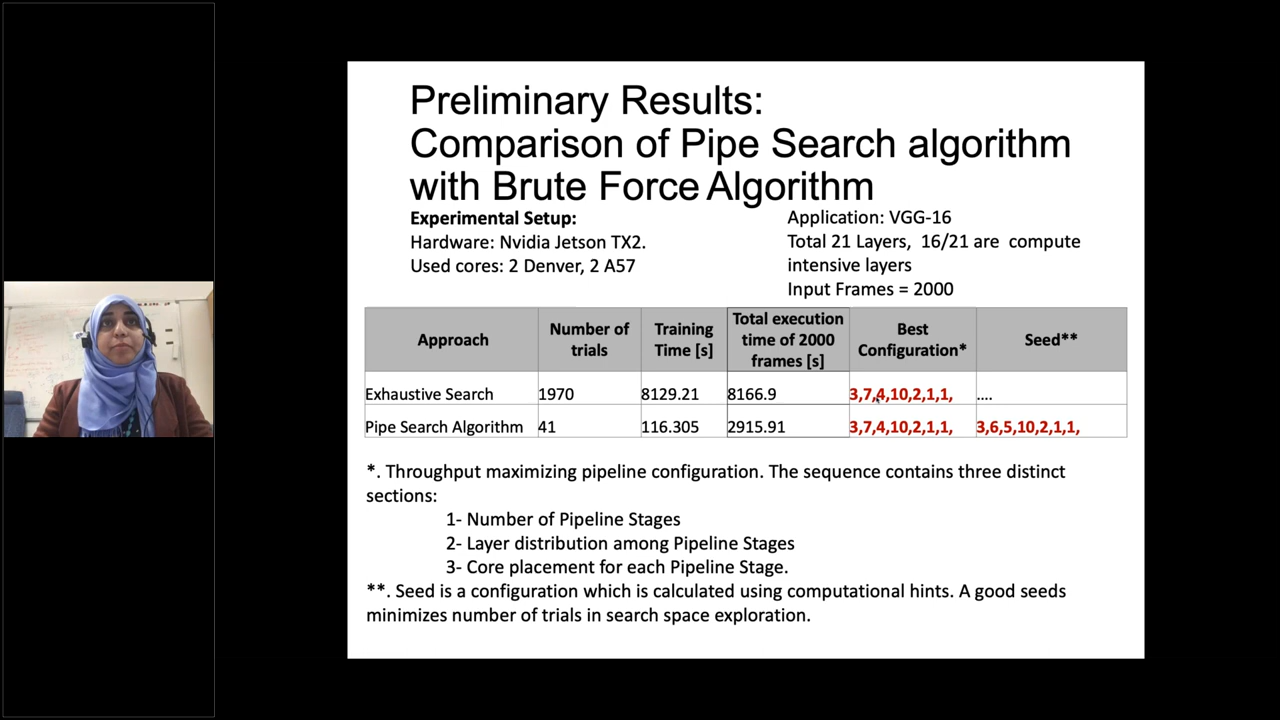 Preliminary Results:
Comparison of Pipe Search algorithm
with Brute Force Algorithm
Experimental Setup:
Hardware: Nvidia Jetson TX2.
Used cores: 2 Denver, 2 A57
Application: VGG-16
Total 21 Layers, 16/21 are compute
intensive layers
Input Frames = 2000
Approach Number of trials Training Time [s] Total execution time of 2000 frames [s] Best Configuration* Seed**
Exhaustive Search 1970 8129.21 8166.9 3,7,4,10,2,1,1, ....
Pipe Search Algorithm 41 116.305 2915.91 3,7,4,10,2,1,1, 3,6,5,10,2,1,1,
*. Throughput maximizing pipeline configuration. The sequence contains three distinct
sections:
1- Number of Pipeline Stages
2- Layer distribution among Pipeline Stages
3- Core placement for each Pipeline Stage.
**. Seed is a configuration which is calculated using computational hints. A good seeds
minimizes number of trials in search space exploration.